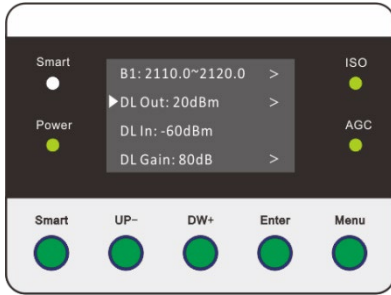 Smart
ISO
B1: 2110.0~2120.0 >
▶DL Out: 20dBm >
Power
AGC
DL In: -60dBm
DL Gain: 80dB >
Smart UP- DW+ Enter Menu